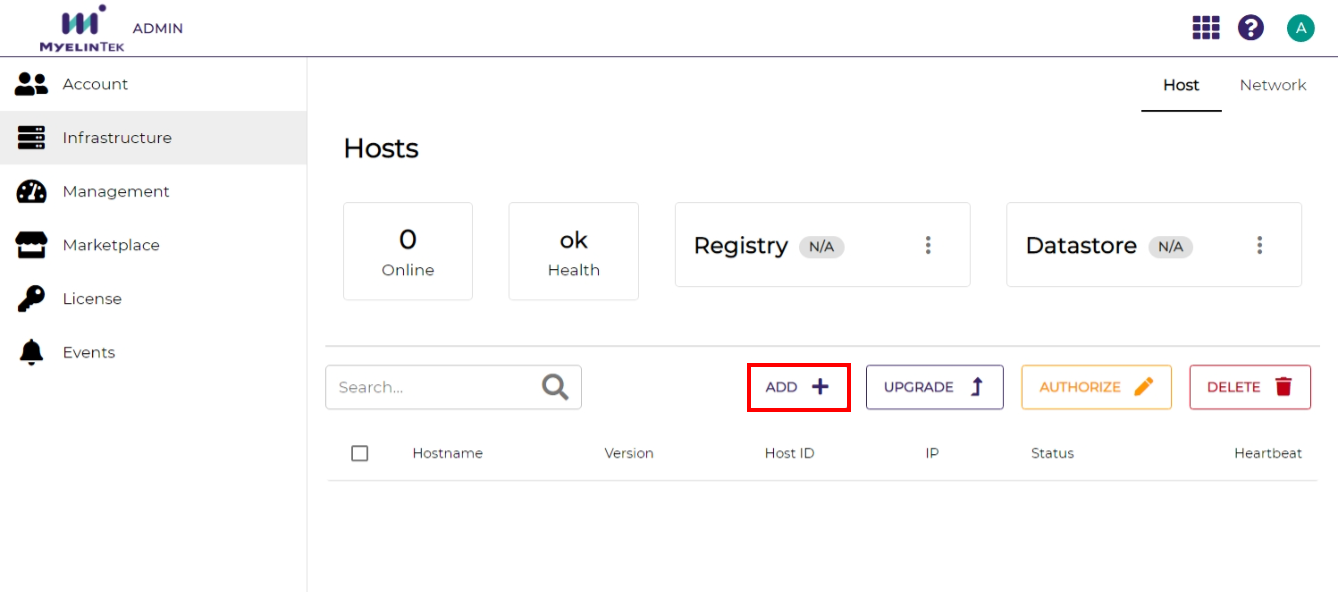 MYELINTEK
ADMIN
?
A
Account
Infrastructure
Management
Marketplace
License
Events
Host Network
Hosts
0
Online
ok
Health
Registry N/A
Datastore N/A
Search...
ADD +
UPGRADE
AUTHORIZE
DELETE
Hostname Version Host ID IP Status Heartbeat